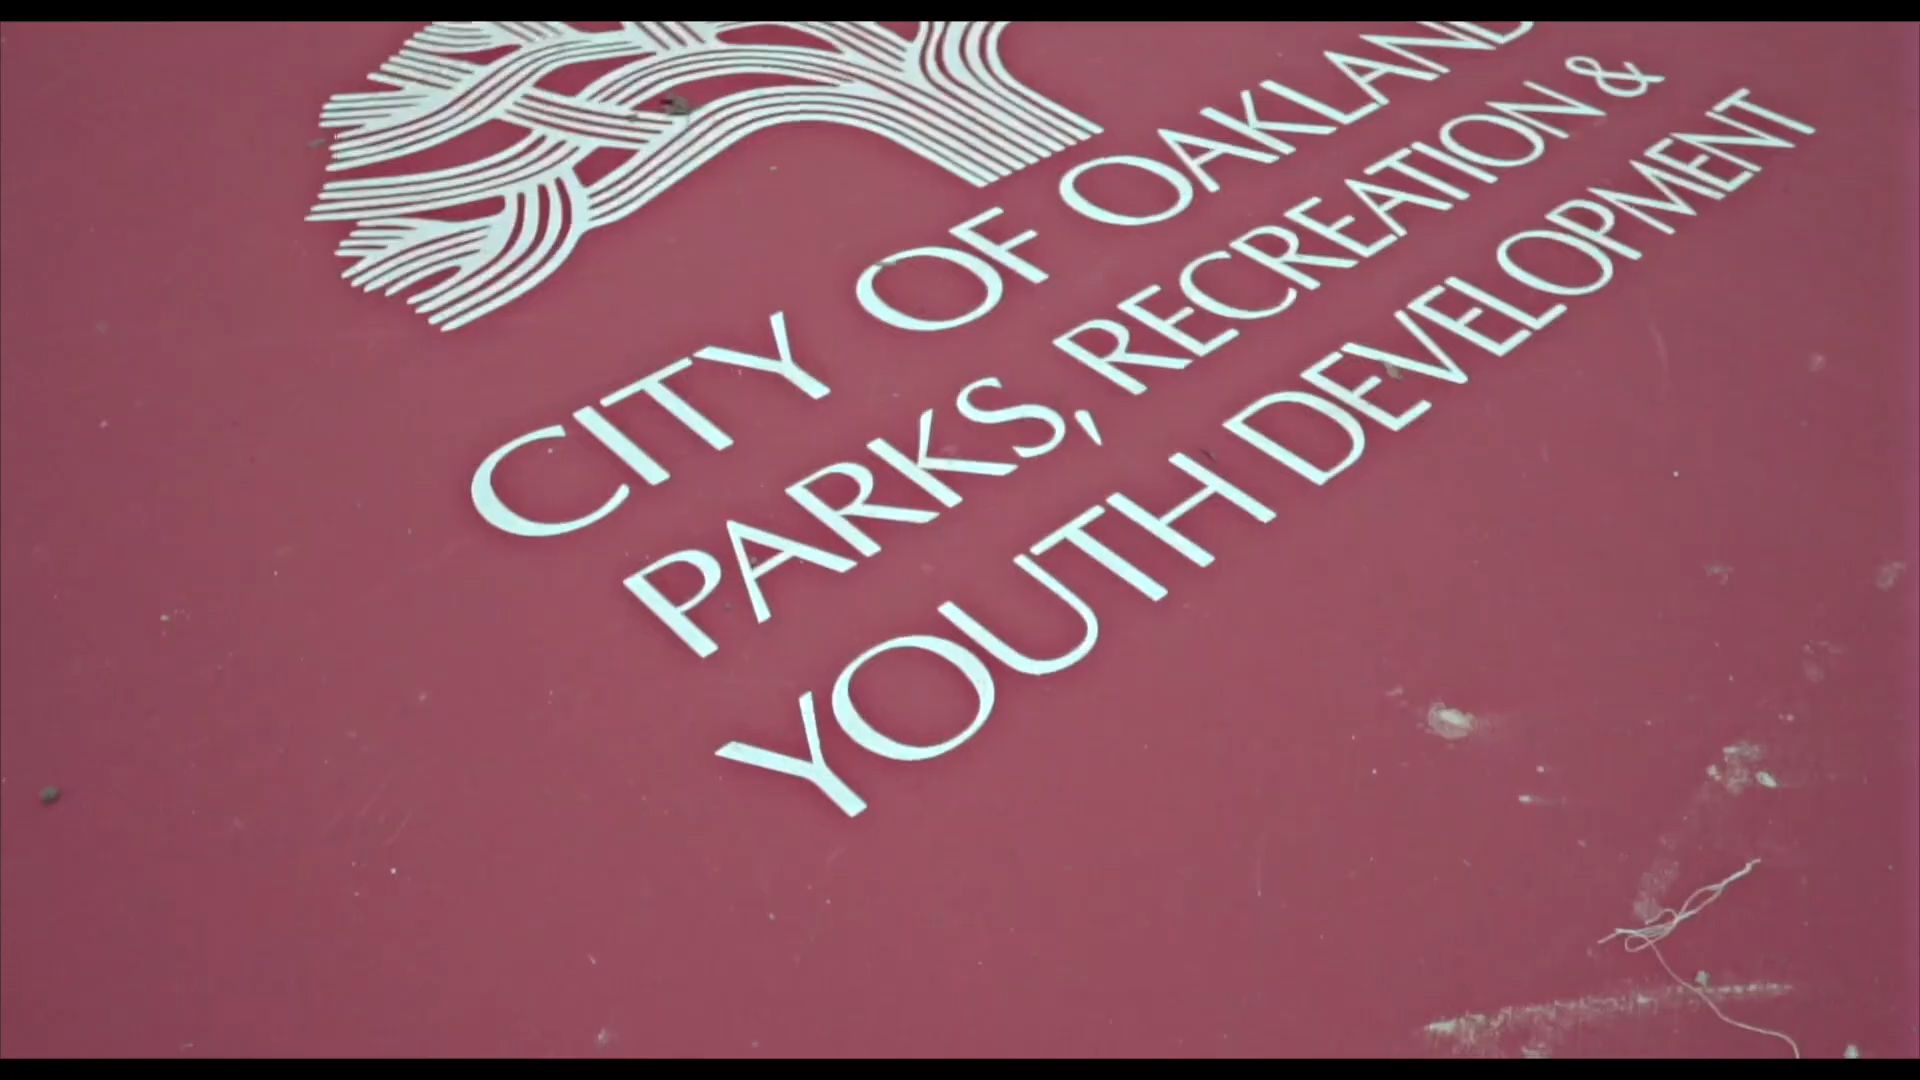 CITY OF OAKLAND
PARKS, RECREATION &
YOUTH DEVELOPMENT